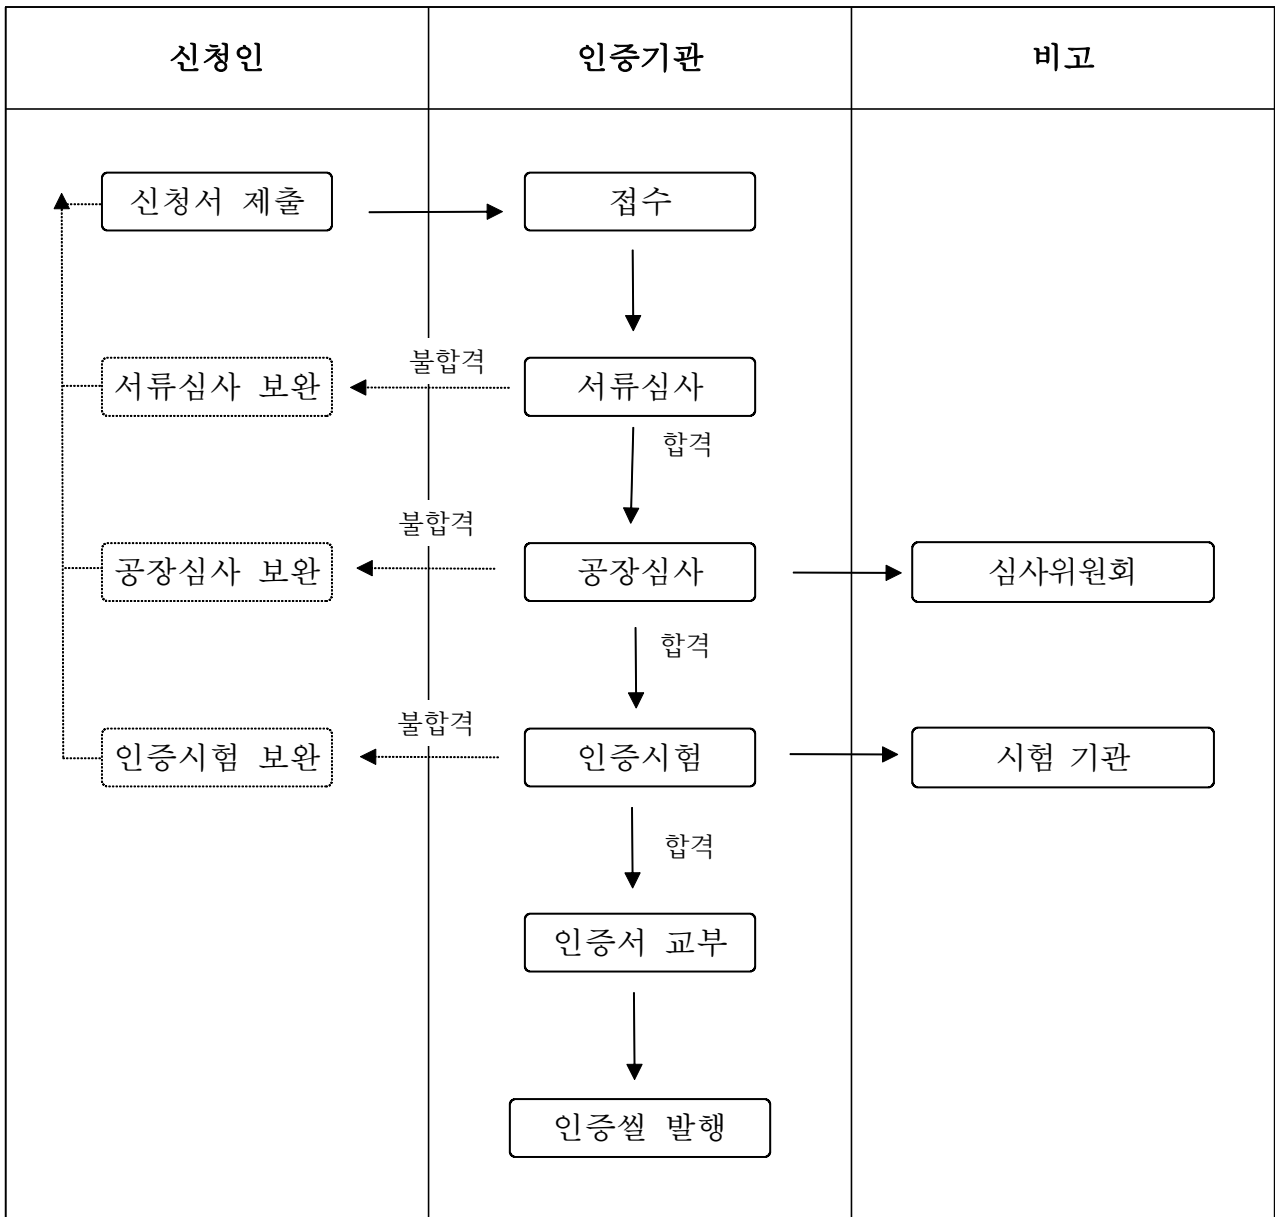 신청인 인증기관 비고
신청서 제출 접수
불합격
서류심사 보완 서류심사
합격
불합격
공장심사 보완 공장심사 심사위원회
합격
불합격
인증시험 보완 인증시험 시험 기관
합격
인증서 교부
인증씰 발행